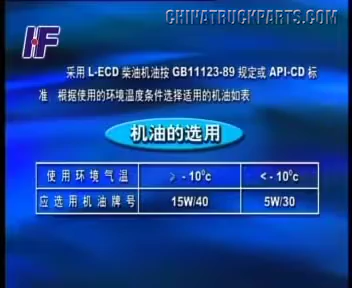 CHINATRUCKPARTS.COM
HF
采用 L-ECD 柴油机油按 GB11123-89 规定或 API-CD 标
准 根据使用的环境温度条件选择适用的机油如表
机油的选用
使用环境气温 ≥ - 10⁰c < - 10⁰c
应选用机油牌号 15W/40 5W/30